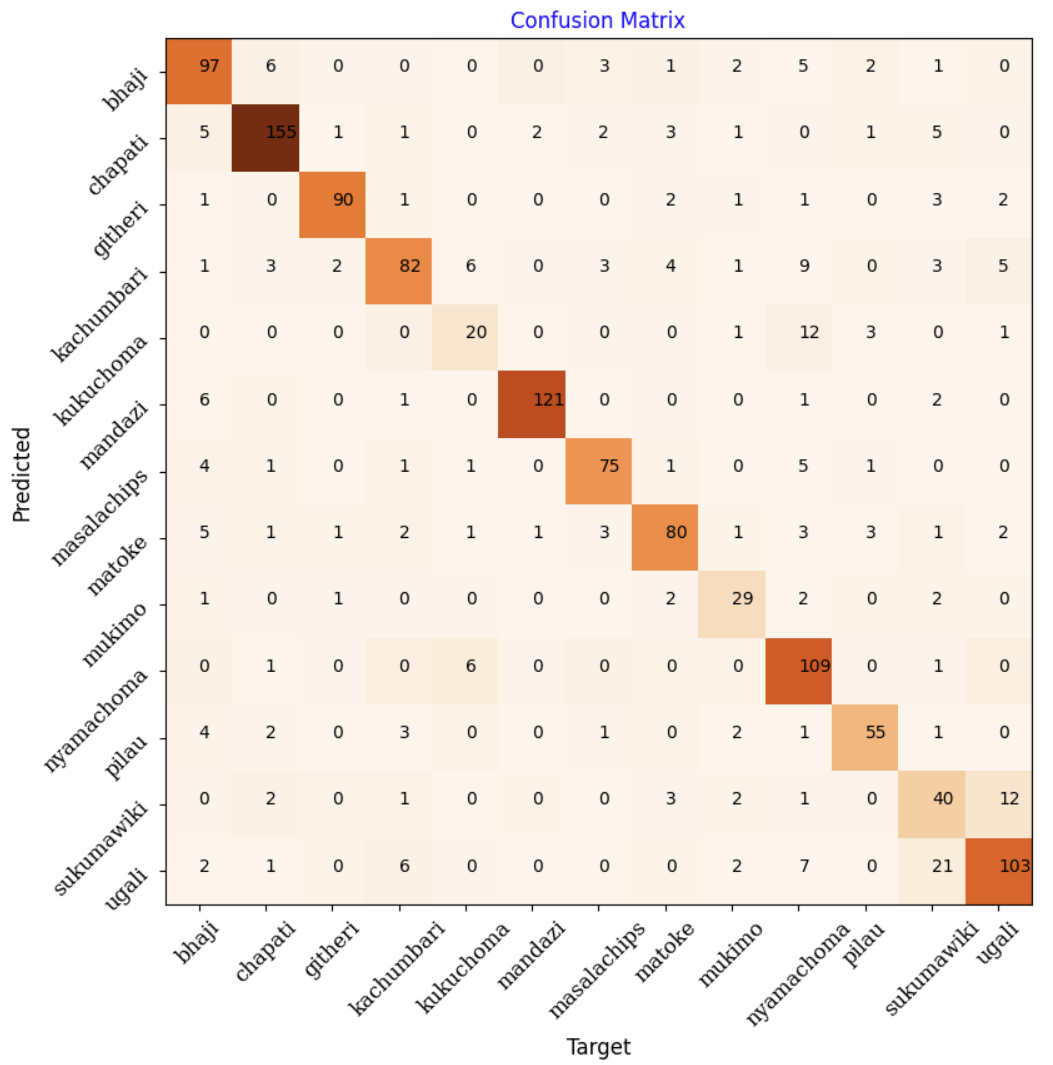 Confusion Matrix
bhaji 97 6 0 0 0 0 3 1 2 5 2 1 0
chapati 5 155 1 1 0 2 2 3 1 0 1 5 0
githeri 1 0 90 1 0 0 0 2 1 1 0 3 2
kachumbari 1 3 2 82 6 0 3 4 1 9 0 3 5
kukuchoma 0 0 0 0 20 0 0 0 1 12 3 0 1
mandazi 6 0 0 1 0 121 0 0 0 1 0 2 0
masalachips 4 1 0 1 1 0 75 1 0 5 1 0 0
matoke 5 1 1 2 1 1 3 80 1 3 3 1 2
mukimo 1 0 1 0 0 0 0 2 29 2 0 2 0
nyamachoma 0 1 0 0 6 0 0 0 0 109 0 1 0
pilau 4 2 0 3 0 0 1 0 2 1 55 1 0
sukumawiki 0 2 0 1 0 0 0 3 2 1 0 40 12
ugali 2 1 0 6 0 0 0 0 2 7 0 21 103
Predicted
bhaji chapati githeri kachumbari kukuchoma mandazi masalachips matoke mukimo nyamachoma pilau sukumawiki ugali
Target